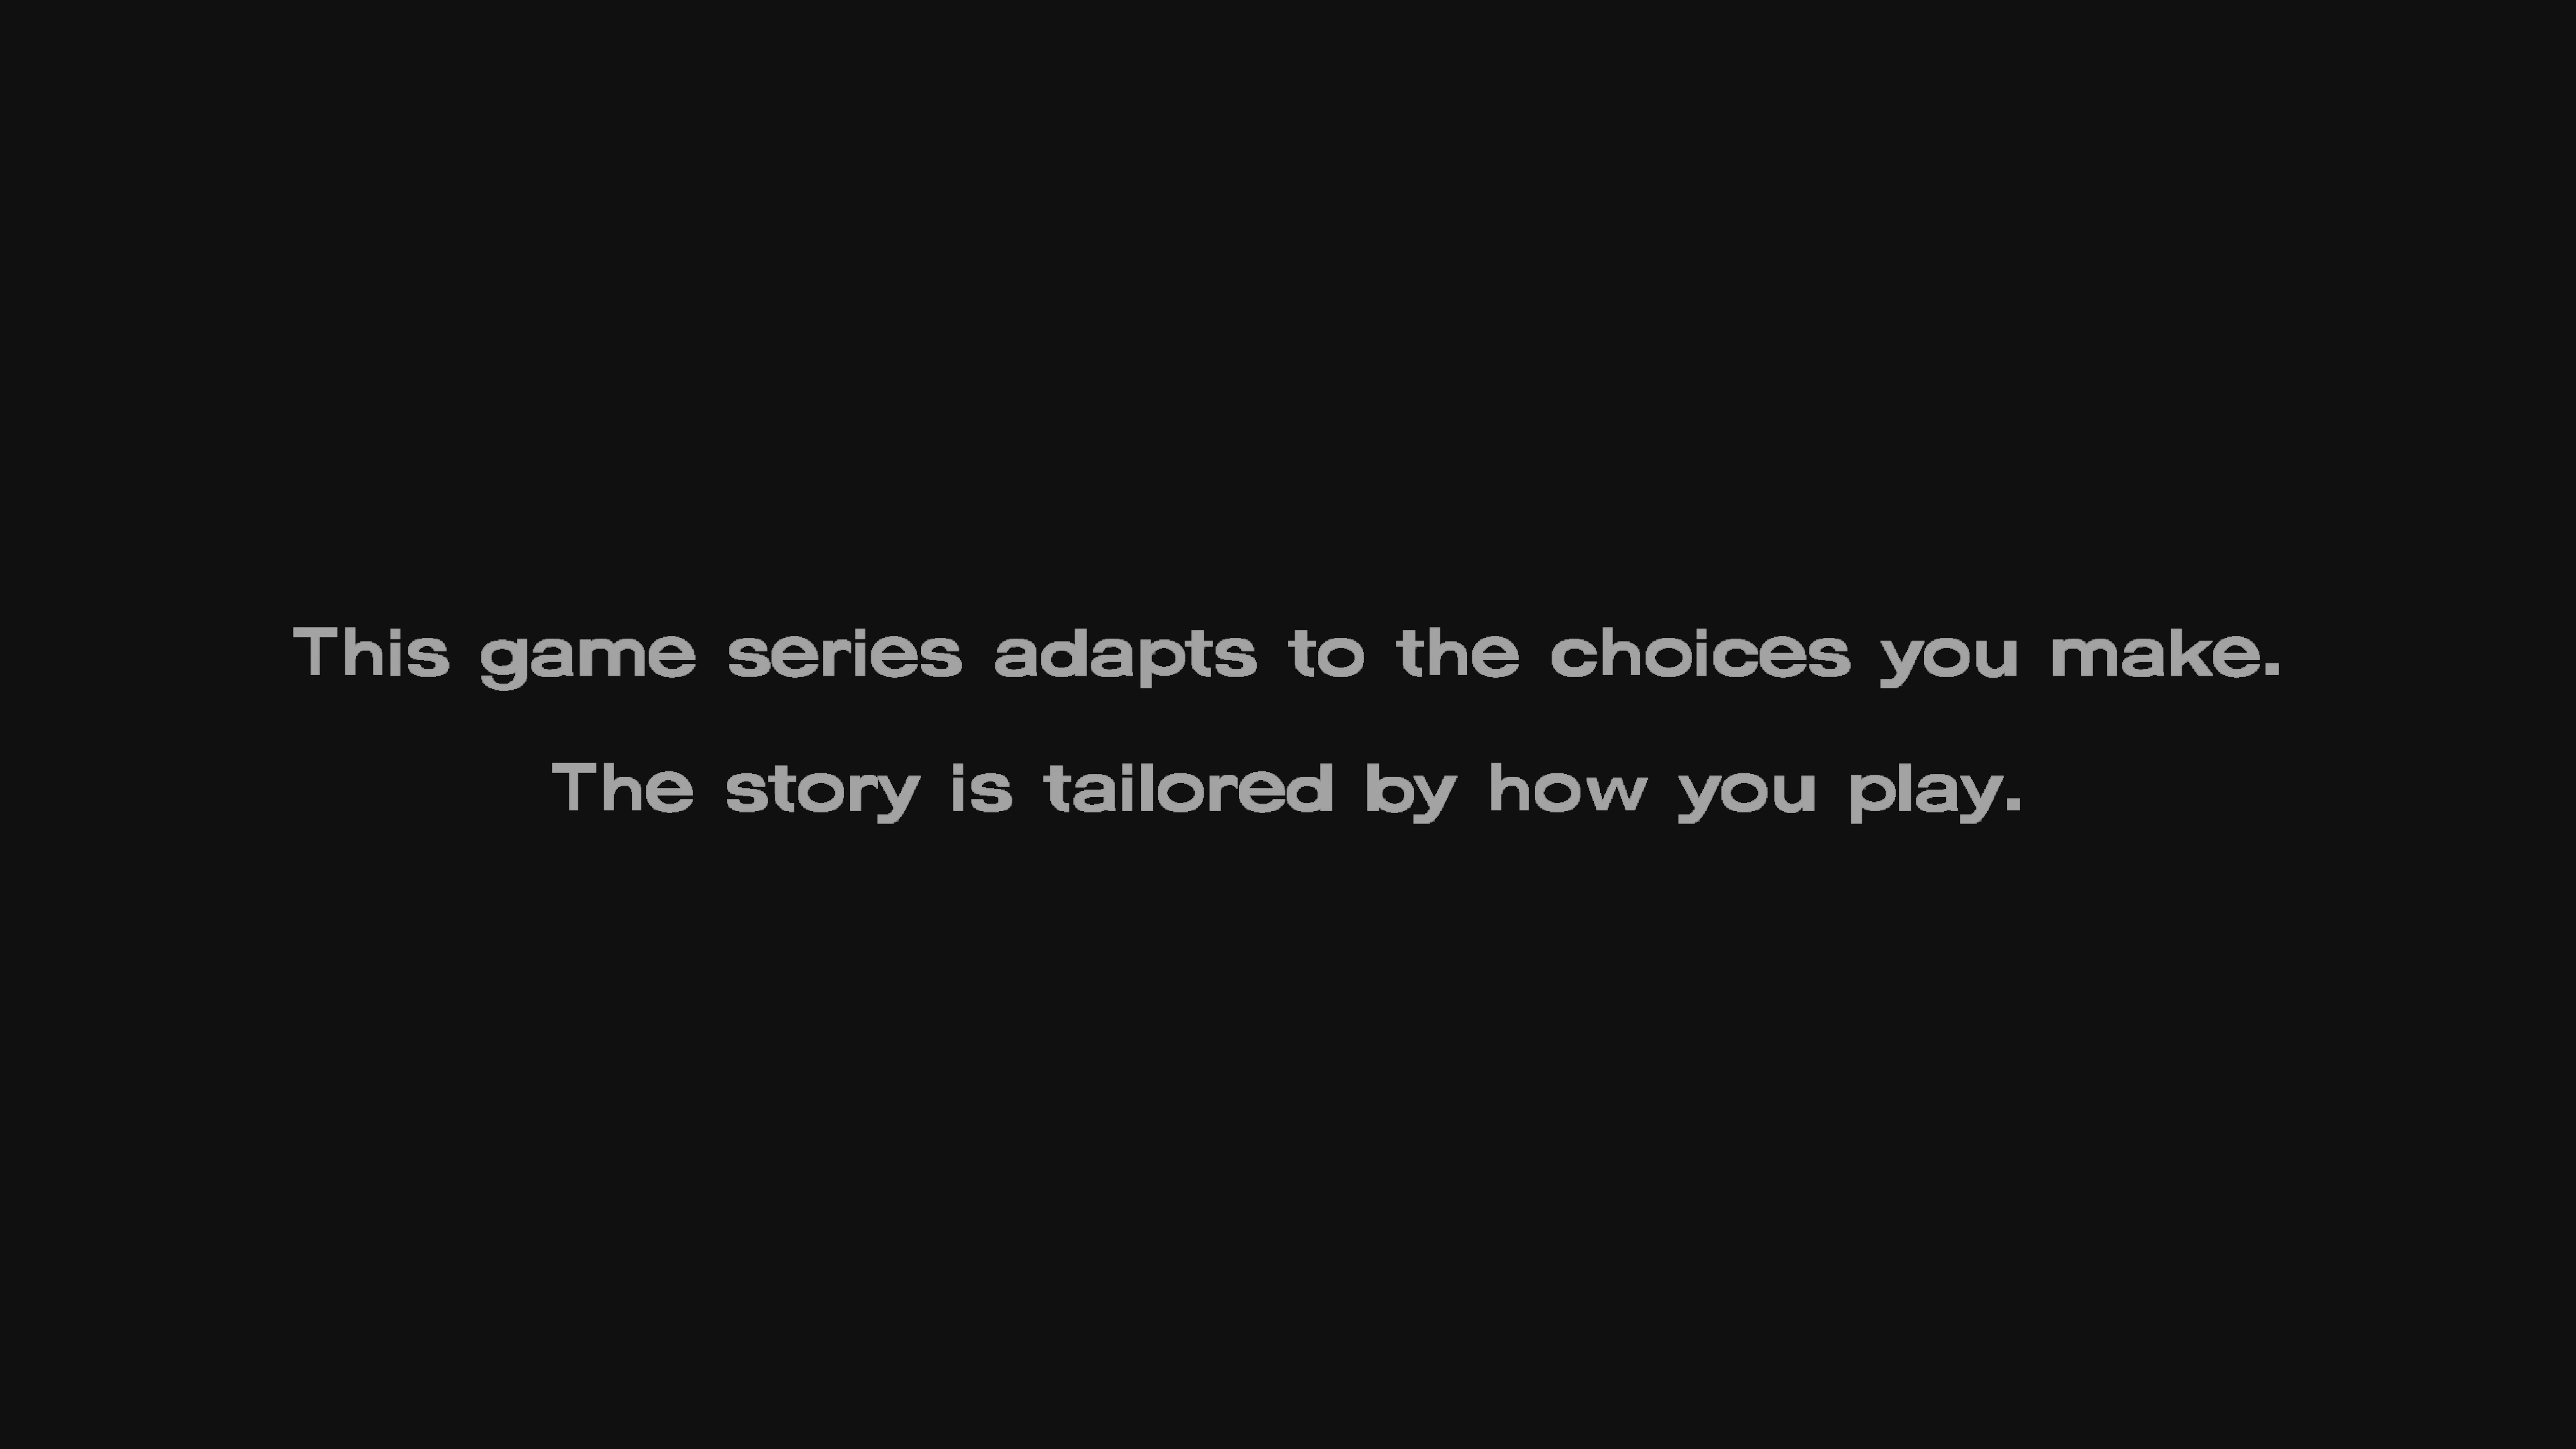 This game series adapts to the choices you make.
The story is tailored by how you play.